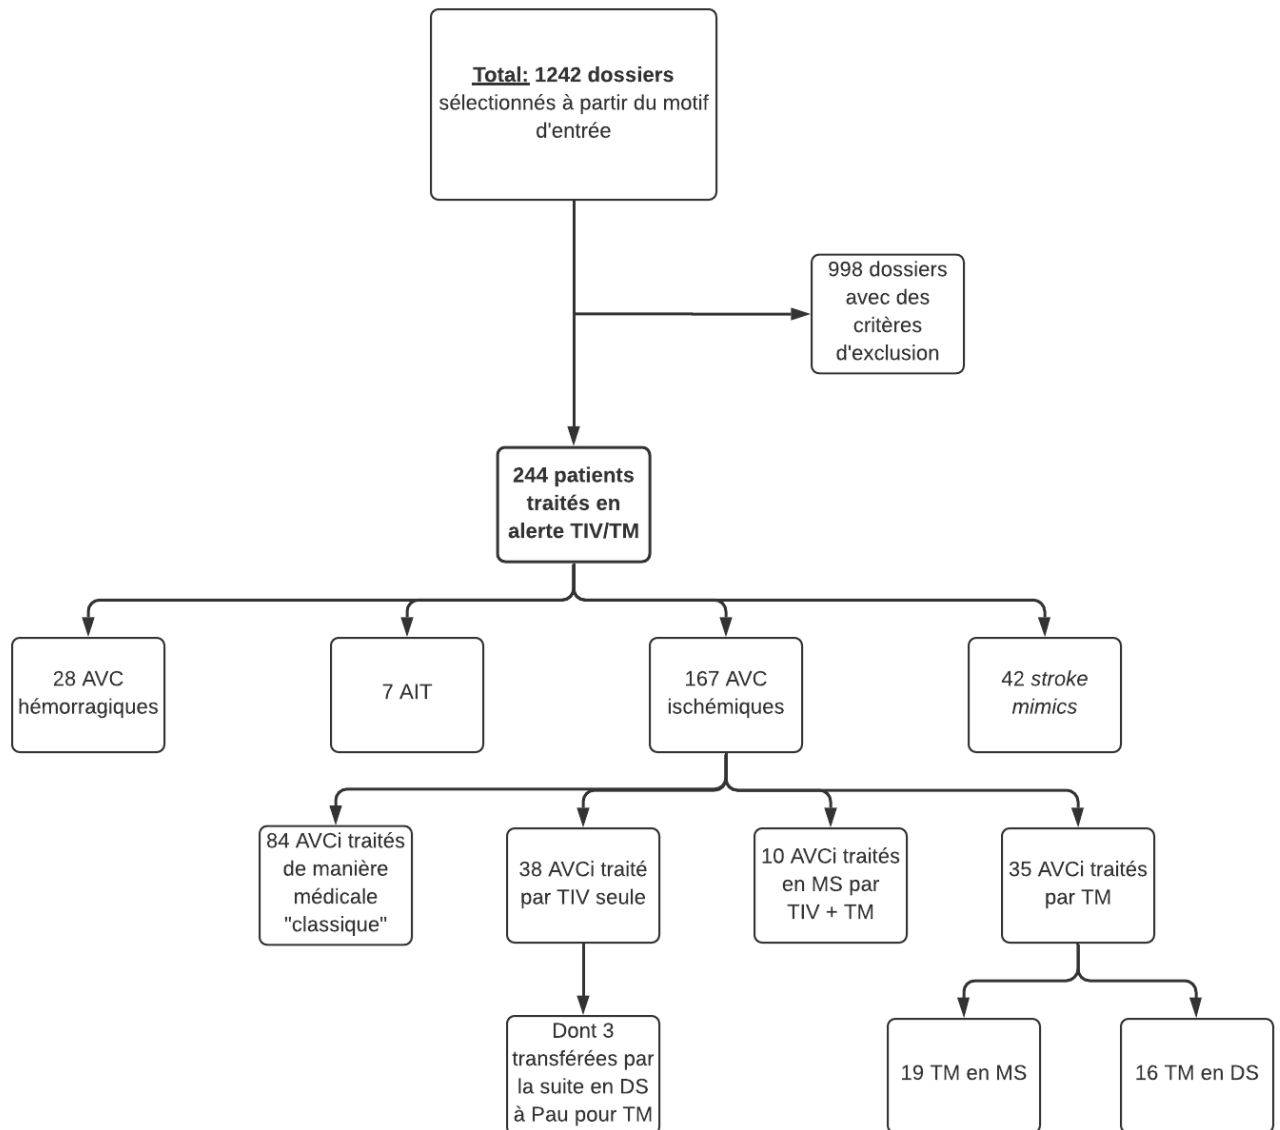 Total: 1242 dossiers
sélectionnés à partir du motif
d'entrée
998 dossiers
avec des
critères
d'exclusion
244 patients
traités en
alerte TIV/TM
28 AVC
hémorragiques
7 AIT
167 AVC
ischémiques
42 stroke
mimics
84 AVCi traités
de manière
médicale
"classique"
38 AVCi traité
par TIV seule
10 AVCi traités
en MS par
TIV + TM
35 AVCi traités
par TM
Dont 3
transférées par
la suite en DS
à Pau pour TM
19 TM en MS
16 TM en DS